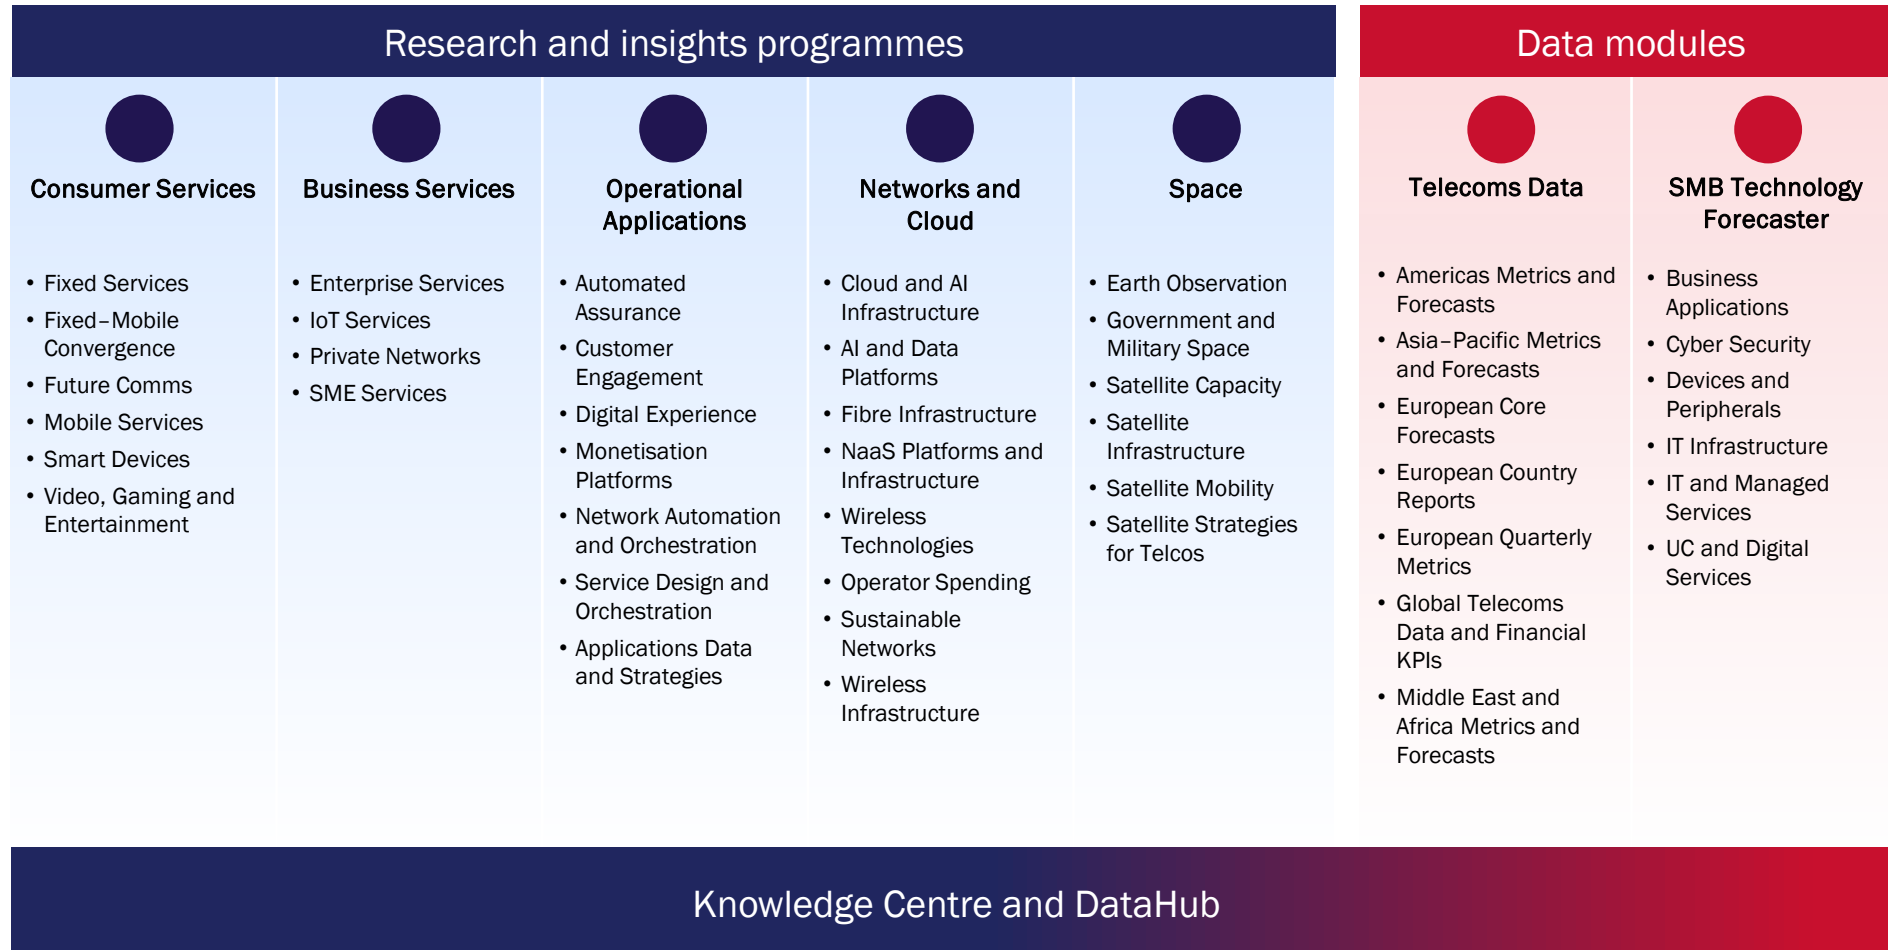 Research and insights programmes
Data modules
Consumer Services
• Fixed Services
• Fixed–Mobile
Convergence
• Future Comms
• Mobile Services
• Smart Devices
• Video, Gaming and
Entertainment
Business Services
• Enterprise Services
• IoT Services
• Private Networks
• SME Services
Operational
Applications
• Automated
Assurance
• Customer
Engagement
• Digital Experience
• Monetisation
Platforms
• Network Automation
and Orchestration
• Service Design and
Orchestration
• Applications Data
and Strategies
Networks and
Cloud
• Cloud and AI
Infrastructure
• AI and Data
Platforms
• Fibre Infrastructure
• NaaS Platforms and
Infrastructure
• Wireless
Technologies
• Operator Spending
• Sustainable
Networks
• Wireless
Infrastructure
Space
• Earth Observation
• Government and
Military Space
• Satellite Capacity
• Satellite
Infrastructure
• Satellite Mobility
• Satellite Strategies
for Telcos
Telecoms Data
• Americas Metrics and
Forecasts
• Asia–Pacific Metrics
and Forecasts
• European Core
Forecasts
• European Country
Reports
• European Quarterly
Metrics
• Global Telecoms
Data and Financial
KPIs
• Middle East and
Africa Metrics and
Forecasts
SMB Technology
Forecaster
• Business
Applications
• Cyber Security
• Devices and
Peripherals
• IT Infrastructure
• IT and Managed
Services
• UC and Digital
Services
Knowledge Centre and DataHub